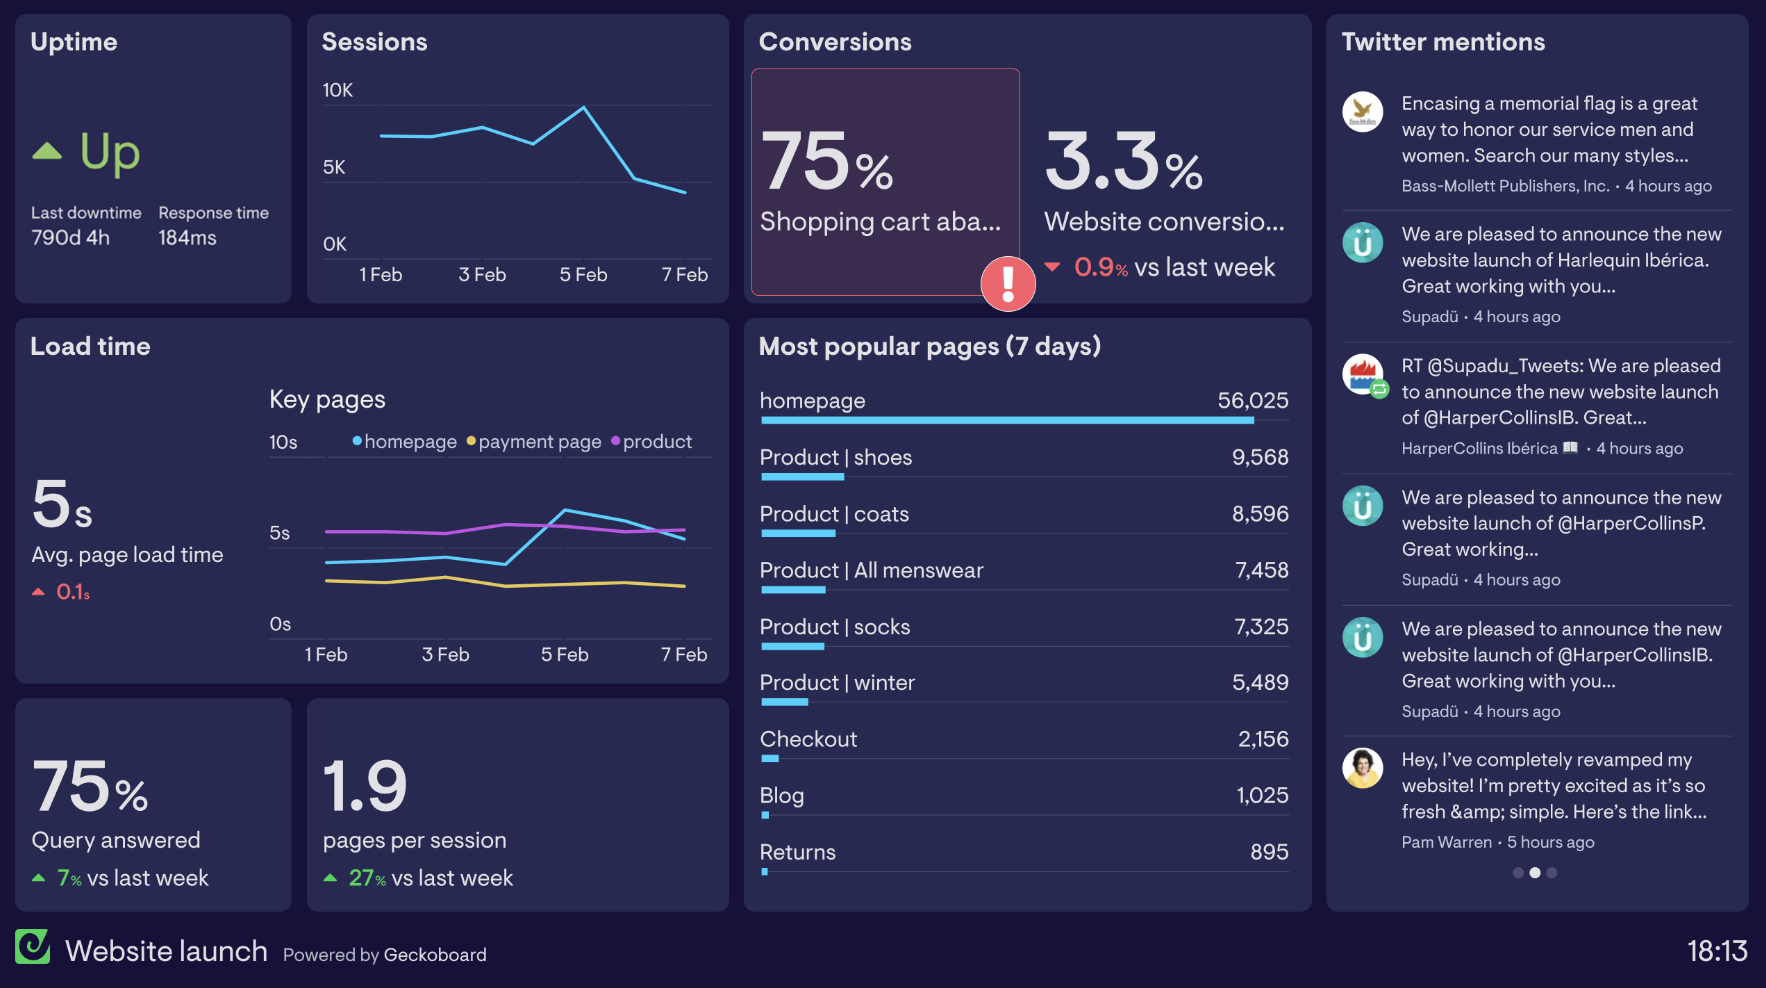 Uptime
Up
Last downtime
790d 4h
Response time
184ms
Sessions
10K
5K
0K
1 Feb
3 Feb
5 Feb
7 Feb
Conversions
75%
Shopping cart aba...
!
3.3%
Website conversio...
0.9% vs last week
Load time
5s
Avg. page load time
0.1s
Key pages
homepage
payment page
product
10s
5s
0s
1 Feb
3 Feb
5 Feb
7 Feb
75%
Query answered
7% vs last week
1.9
pages per session
27% vs last week
Most popular pages (7 days)
homepage 56,025
Product | shoes 9,568
Product | coats 8,596
Product | All menswear 7,458
Product | socks 7,325
Product | winter 5,489
Checkout 2,156
Blog 1,025
Returns 895
Twitter mentions
Encasing a memorial flag is a great
way to honor our service men and
women. Search our many styles...
Bass-Mollett Publishers, Inc. · 4 hours ago
Ü
We are pleased to announce the new
website launch of Harlequin Ibérica.
Great working with you...
Supadü · 4 hours ago
RT @Supadu_Tweets: We are pleased
to announce the new website launch
of @HarperCollinsIB. Great...
HarperCollins Ibérica 📖 · 4 hours ago
Ü
We are pleased to announce the new
website launch of @HarperCollinsP.
Great working...
Supadü · 4 hours ago
Ü
We are pleased to announce the new
website launch of @HarperCollinsIB.
Great working with you...
Supadü · 4 hours ago
Hey, I've completely revamped my
website! I'm pretty excited as it's so
fresh &amp; simple. Here's the link...
Pam Warren · 5 hours ago
Website launch
Powered by Geckoboard
18:13